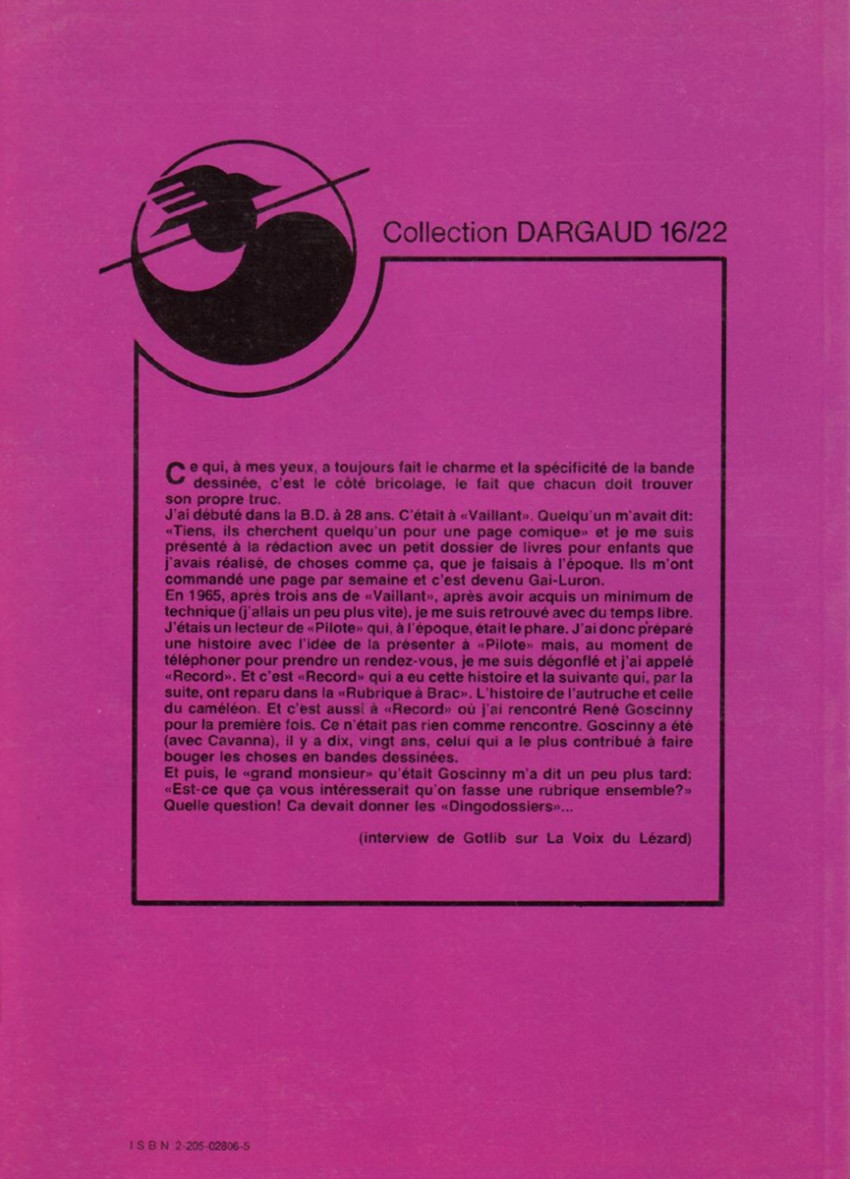 Collection DARGAUD 16/22
Ce qui, à mes yeux, a toujours fait le charme et la spécificité de la bande
dessinée, c'est le côté bricolage, le fait que chacun doit trouver
son propre truc.
J'ai débuté dans la B.D. à 28 ans. C'était à «Vaillant». Quelqu'un m'avait dit:
«Tiens, ils cherchent quelqu'un pour une page comique» et je me suis
présenté à la rédaction avec un petit dossier de livres pour enfants que
j'avais réalisé, de choses comme ça, que je faisais à l'époque. Ils m'ont
commandé une page par semaine et c'est devenu Gai-Luron.
En 1965, après trois ans de «Vaillant», après avoir acquis un minimum de
technique (j'allais un peu plus vite), je me suis retrouvé avec du temps libre.
J'étais un lecteur de «Pilote» qui, à l'époque, était le phare. J'ai donc préparé
une histoire avec l'idée de la présenter à «Pilote» mais, au moment de
téléphoner pour prendre un rendez-vous, je me suis dégonflé et j'ai appelé
«Record». Et c'est «Record» qui a eu cette histoire et la suivante qui, par la
suite, ont reparu dans la «Rubrique à Brac». L'histoire de l'autruche et celle
du caméléon. Et c'est aussi à «Record» où j'ai rencontré René Goscinny
pour la première fois. Ce n'était pas rien comme rencontre. Goscinny a été
(avec Cavanna), il y a dix, vingt ans, celui qui a le plus contribué à faire
bouger les choses en bandes dessinées.
Et puis, le «grand monsieur» qu'était Goscinny m'a dit un peu plus tard:
«Est-ce que ça vous intéresserait qu'on fasse une rubrique ensemble?»
Quelle question! Ca devait donner les «Dingodossiers»...
(interview de Gotlib sur La Voix du Lézard)
ISBN 2-205-02806-5